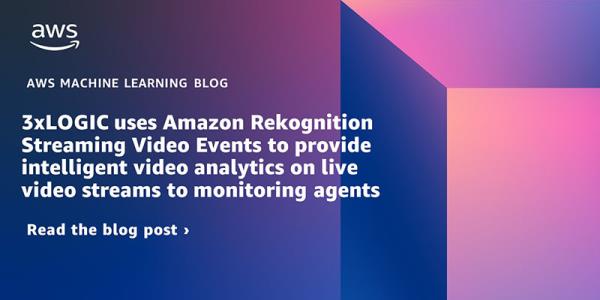 aws
AWS MACHINE LEARNING BLOG
3xLOGIC uses Amazon Rekognition
Streaming Video Events to provide
intelligent video analytics on live
video streams to monitoring agents
Read the blog post ›